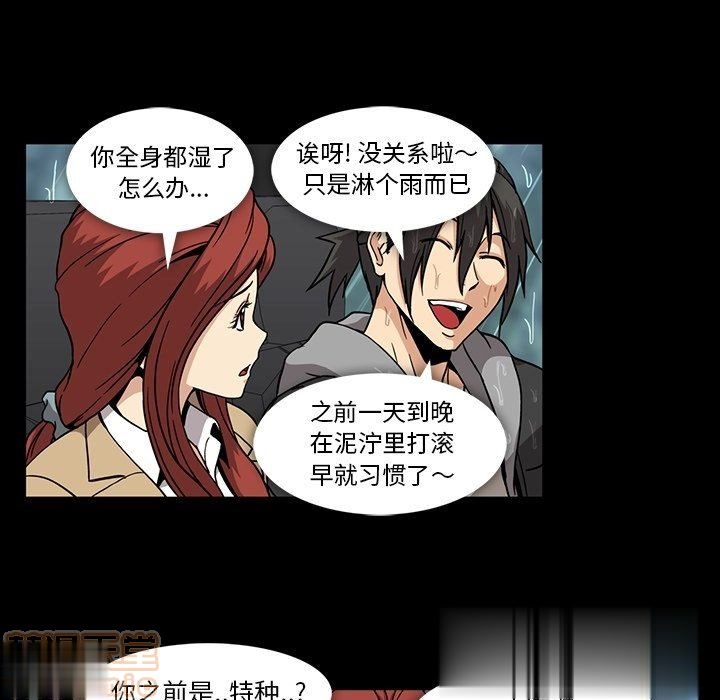 你全身都湿了
怎么办...
诶呀! 没关系啦～
只是淋个雨而已
之前一天到晚
在泥泞里打滚
早就习惯了～
你之前是..特种..?